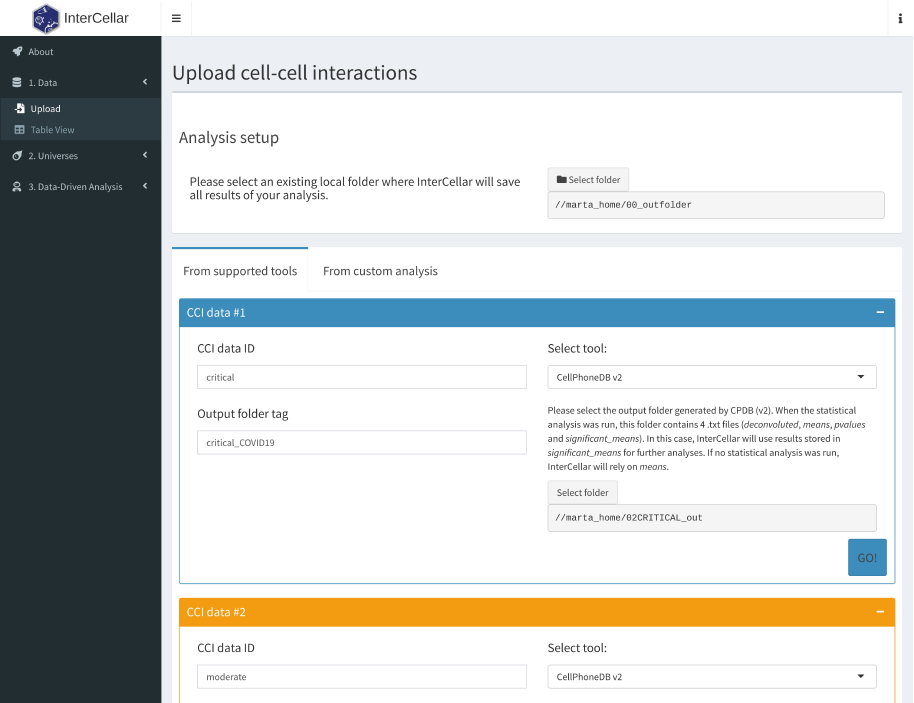 InterCellar
About
1. Data
Upload
Table View
2. Universes
3. Data-Driven Analysis
Upload cell-cell interactions
Analysis setup
Please select an existing local folder where InterCellar will save
all results of your analysis.
Select folder
//marta_home/00_outfolder
From supported tools
From custom analysis
CCI data #1
CCI data ID
critical
Output folder tag
critical_COVID19
Select tool:
CellPhoneDB v2
Please select the output folder generated by CPDB (v2). When the statistical
analysis was run, this folder contains 4 .txt files (deconvoluted, means, pvalues
and significant_means). In this case, InterCellar will use results stored in
significant_means for further analyses. If no statistical analysis was run,
InterCellar will rely on means.
Select folder
//marta_home/02CRITICAL_out
GO!
CCI data #2
CCI data ID
moderate
Select tool:
CellPhoneDB v2